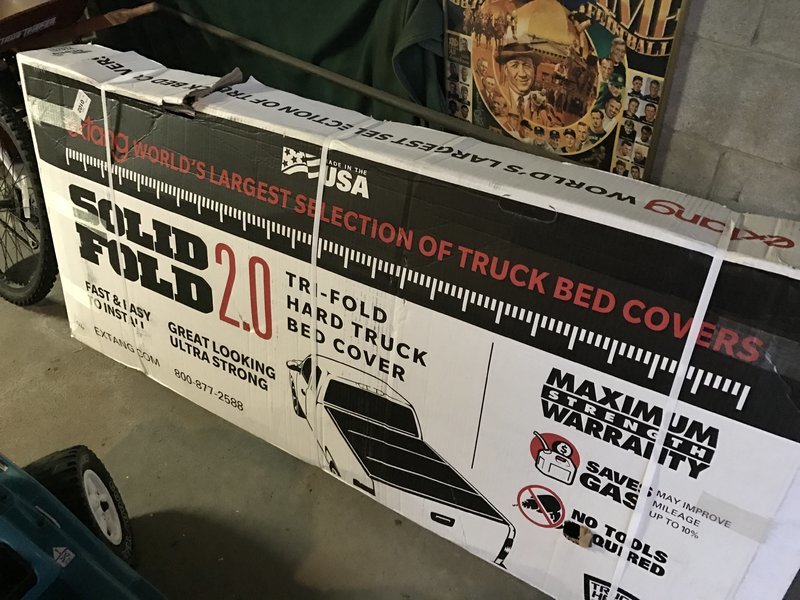 WORLD'S LARGEST SELECTION OF TRUCK BED COVERS
extang
extang WORLD'S LARGEST SELECTION OF TRUCK BED COVERS
MADE IN THE
USA
SOLID
FOLD 2.0
TRI-FOLD
HARD TRUCK
BED COVER
FAST & EASY
TO INSTALL
GREAT LOOKING
ULTRA STRONG
EXTANG.COM
800-877-2588
MAXIMUM
STRENGTH
WARRANTY
SAVES
GAS
MAY IMPROVE
MILEAGE
UP TO 10%
NO TOOLS
REQUIRED